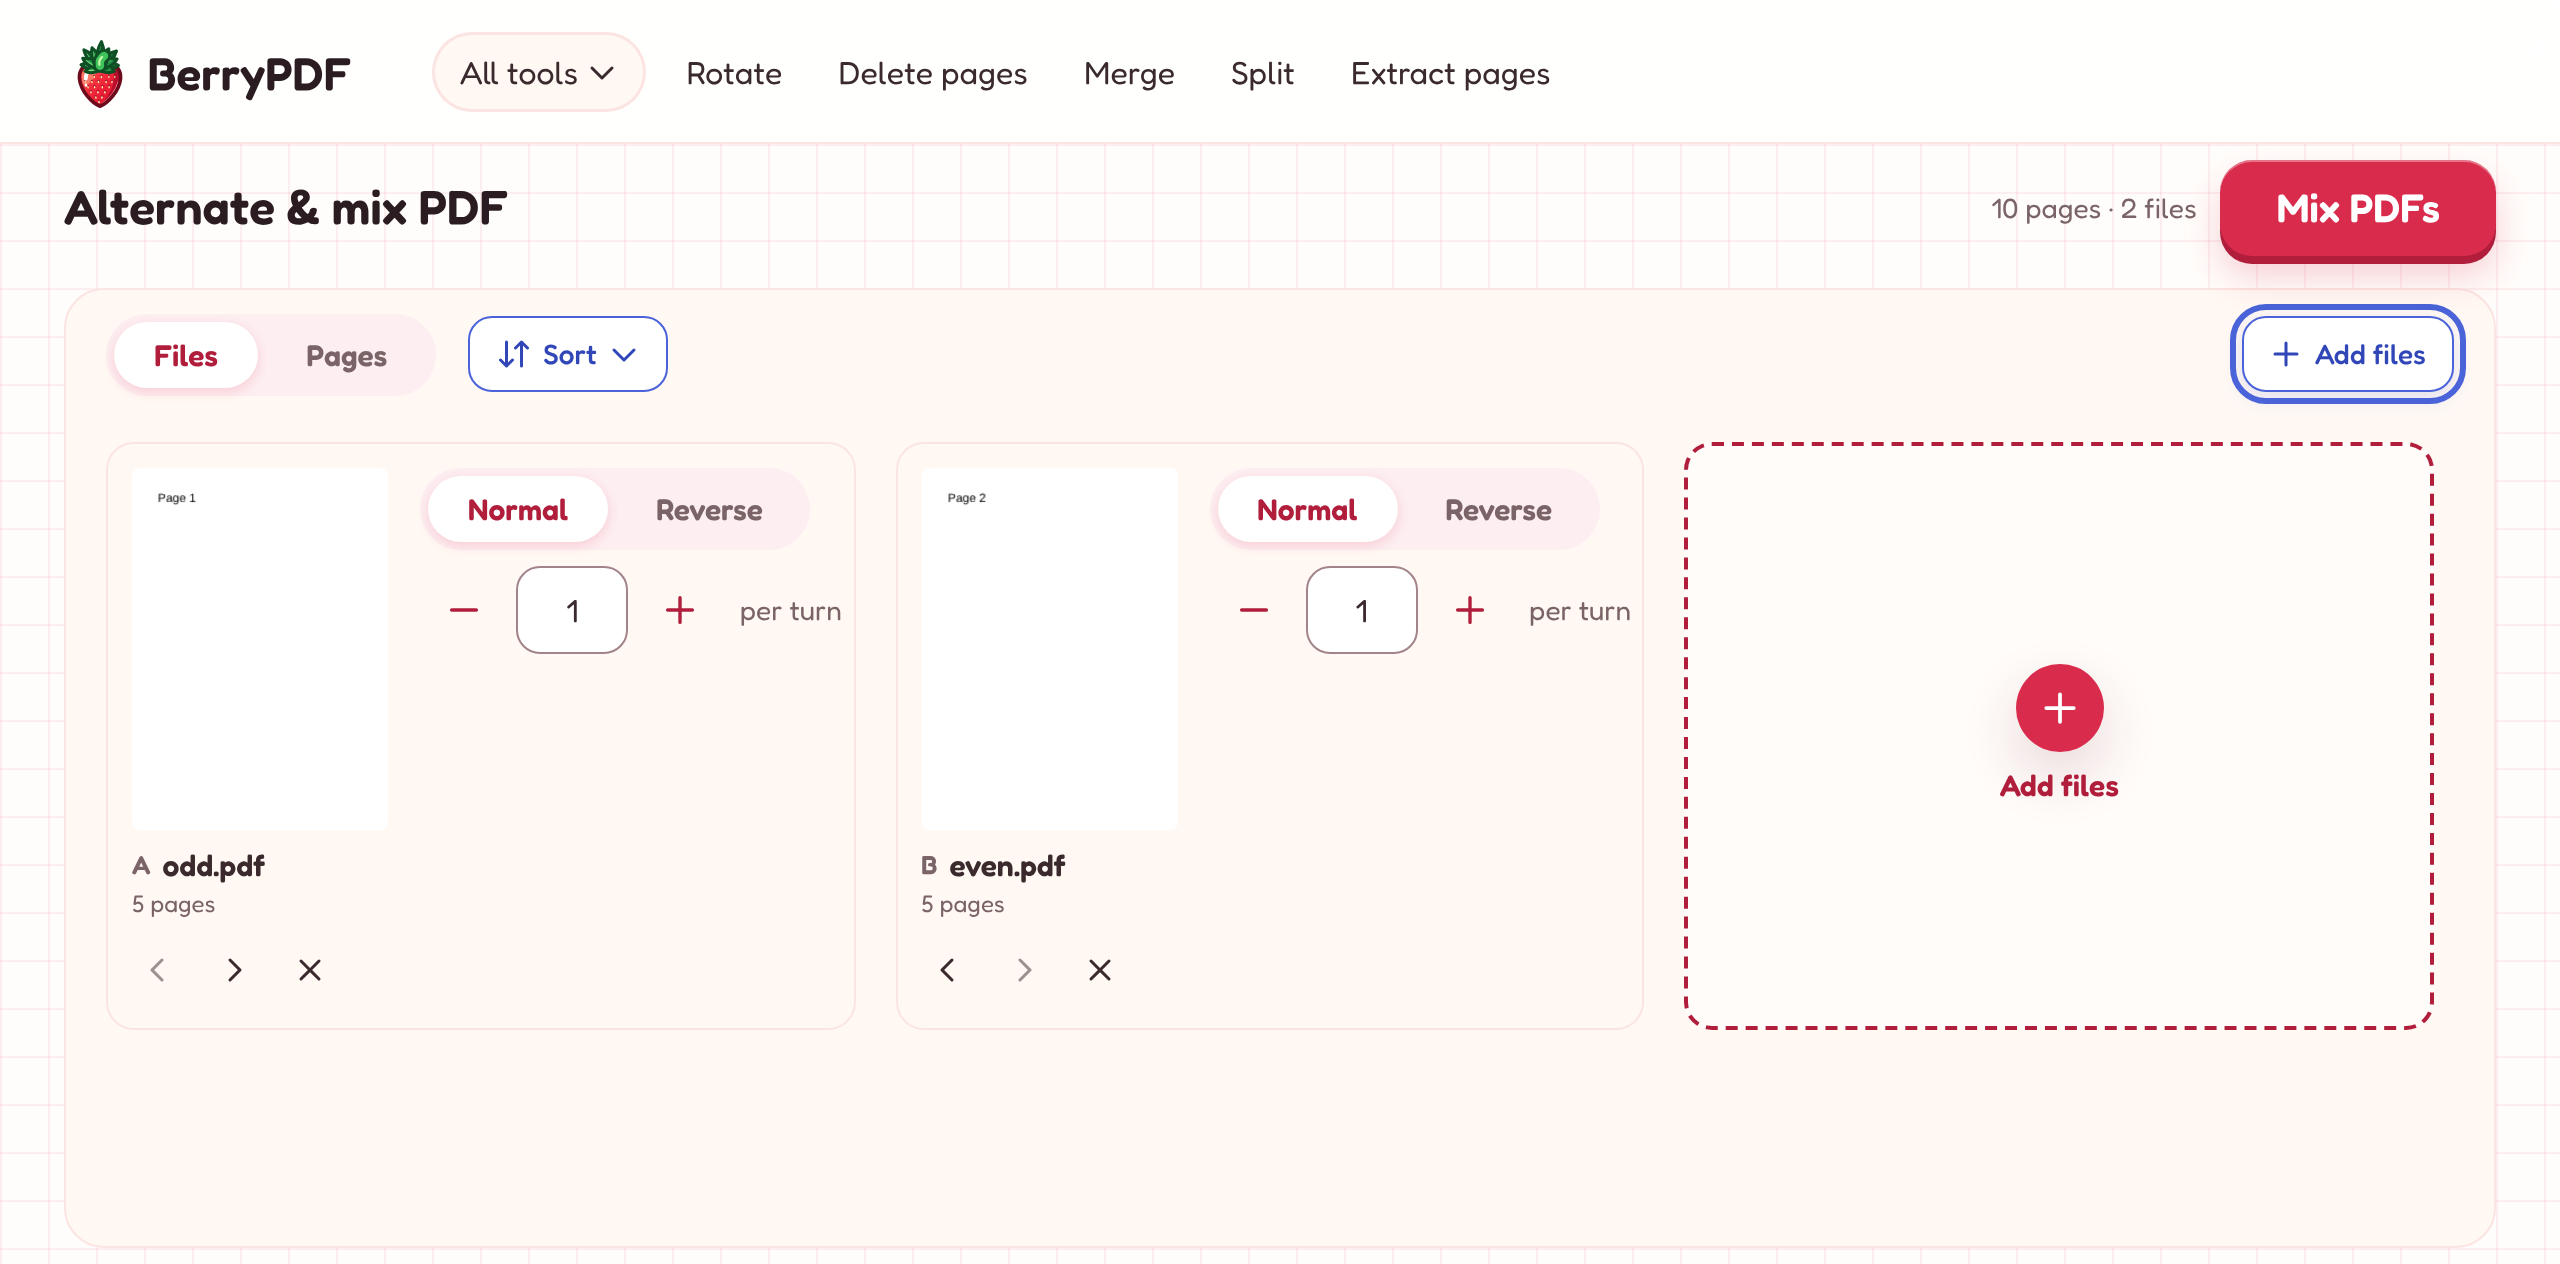 BerryPDF
All tools Rotate Delete pages Merge Split Extract pages
Alternate & mix PDF
10 pages · 2 files
Mix PDFs
Files Pages
Sort
Add files
Page 1
Normal Reverse
1 per turn
A odd.pdf
5 pages
Page 2
Normal Reverse
1 per turn
B even.pdf
5 pages
Add files